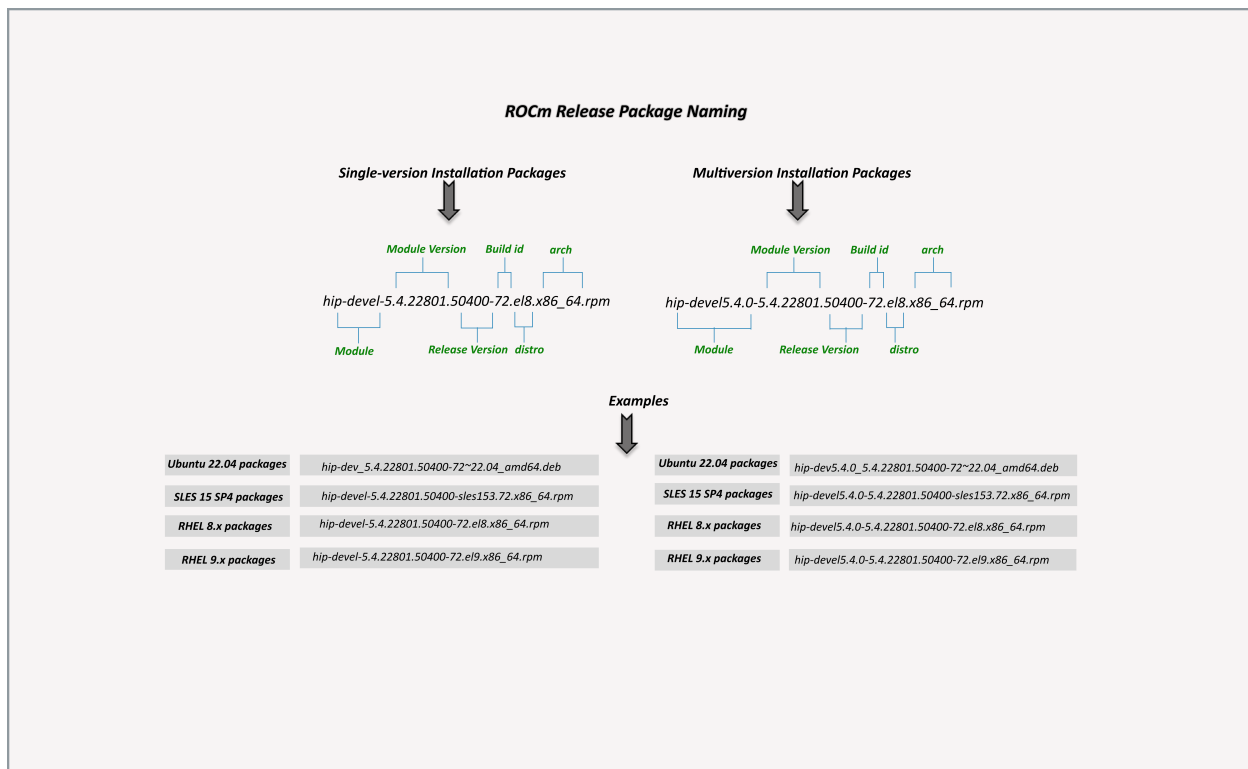 ROCm Release Package Naming
Single-version Installation Packages
Module Version Build id arch
hip-devel-5.4.22801.50400-72.el8.x86_64.rpm
Module Release Version distro
Multiversion Installation Packages
Module Version Build id arch
hip-devel5.4.0-5.4.22801.50400-72.el8.x86_64.rpm
Module Release Version distro
Examples
Ubuntu 22.04 packages hip-dev_5.4.22801.50400-72~22.04_amd64.deb
SLES 15 SP4 packages hip-devel-5.4.22801.50400-sles153.72.x86_64.rpm
RHEL 8.x packages hip-devel-5.4.22801.50400-72.el8.x86_64.rpm
RHEL 9.x packages hip-devel-5.4.22801.50400-72.el9.x86_64.rpm
Ubuntu 22.04 packages hip-dev5.4.0_5.4.22801.50400-72~22.04_amd64.deb
SLES 15 SP4 packages hip-devel5.4.0-5.4.22801.50400-sles153.72.x86_64.rpm
RHEL 8.x packages hip-devel5.4.0-5.4.22801.50400-72.el8.x86_64.rpm
RHEL 9.x packages hip-devel5.4.0-5.4.22801.50400-72.el9.x86_64.rpm